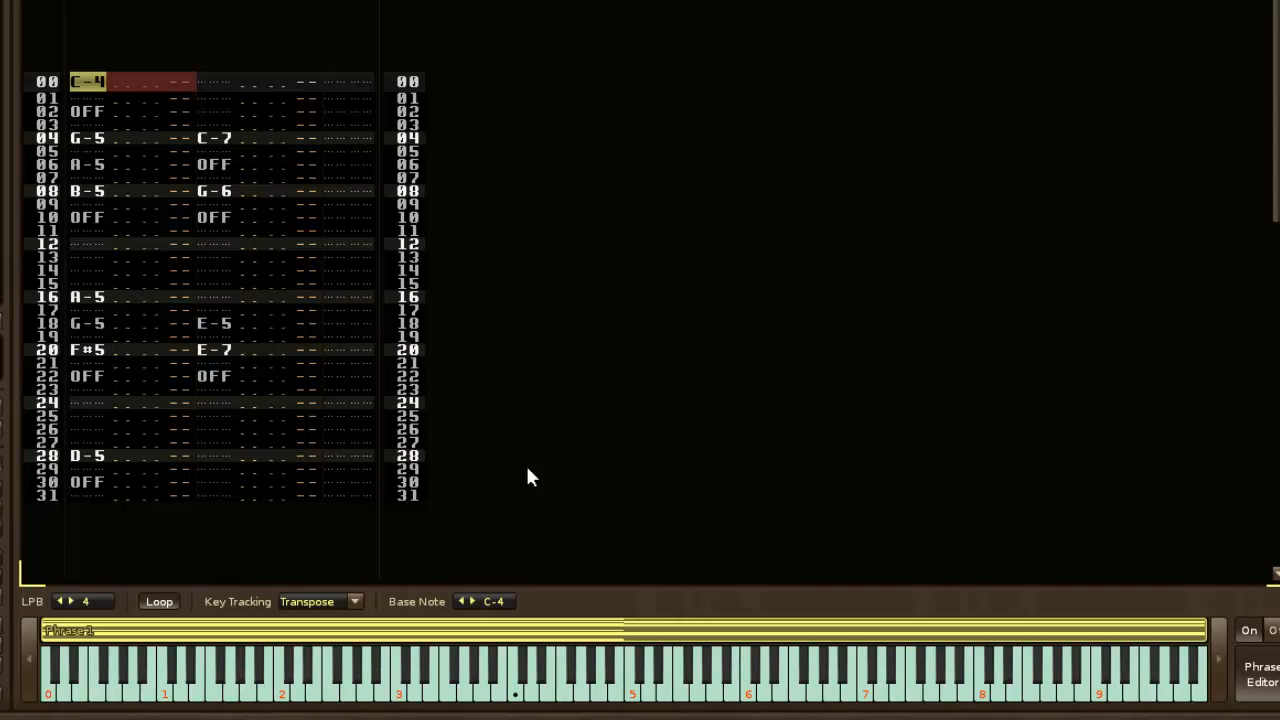 00 C-4 -- -- 00
01 -- -- 01
02 OFF -- -- 02
03 -- -- 03
04 G-5 -- C-7 -- 04
05 -- -- 05
06 A-5 -- OFF -- 06
07 -- -- 07
08 B-5 -- G-6 -- 08
09 -- -- 09
10 OFF -- OFF -- 10
11 -- -- 11
12 -- -- 12
13 -- -- 13
14 -- -- 14
15 -- -- 15
16 A-5 -- -- 16
17 -- -- 17
18 G-5 -- E-5 -- 18
19 -- -- 19
20 F#5 -- E-7 -- 20
21 -- -- 21
22 OFF -- OFF -- 22
23 -- -- 23
24 -- -- 24
25 -- -- 25
26 -- -- 26
27 -- -- 27
28 D-5 -- -- 28
29 -- -- 29
30 OFF -- -- 30
31 -- -- 31
LPB 4 Loop Key Tracking Transpose Base Note C-4
Phrase 1 On
0 1 2 3 5 6 7 8 9
Phrase
Editor